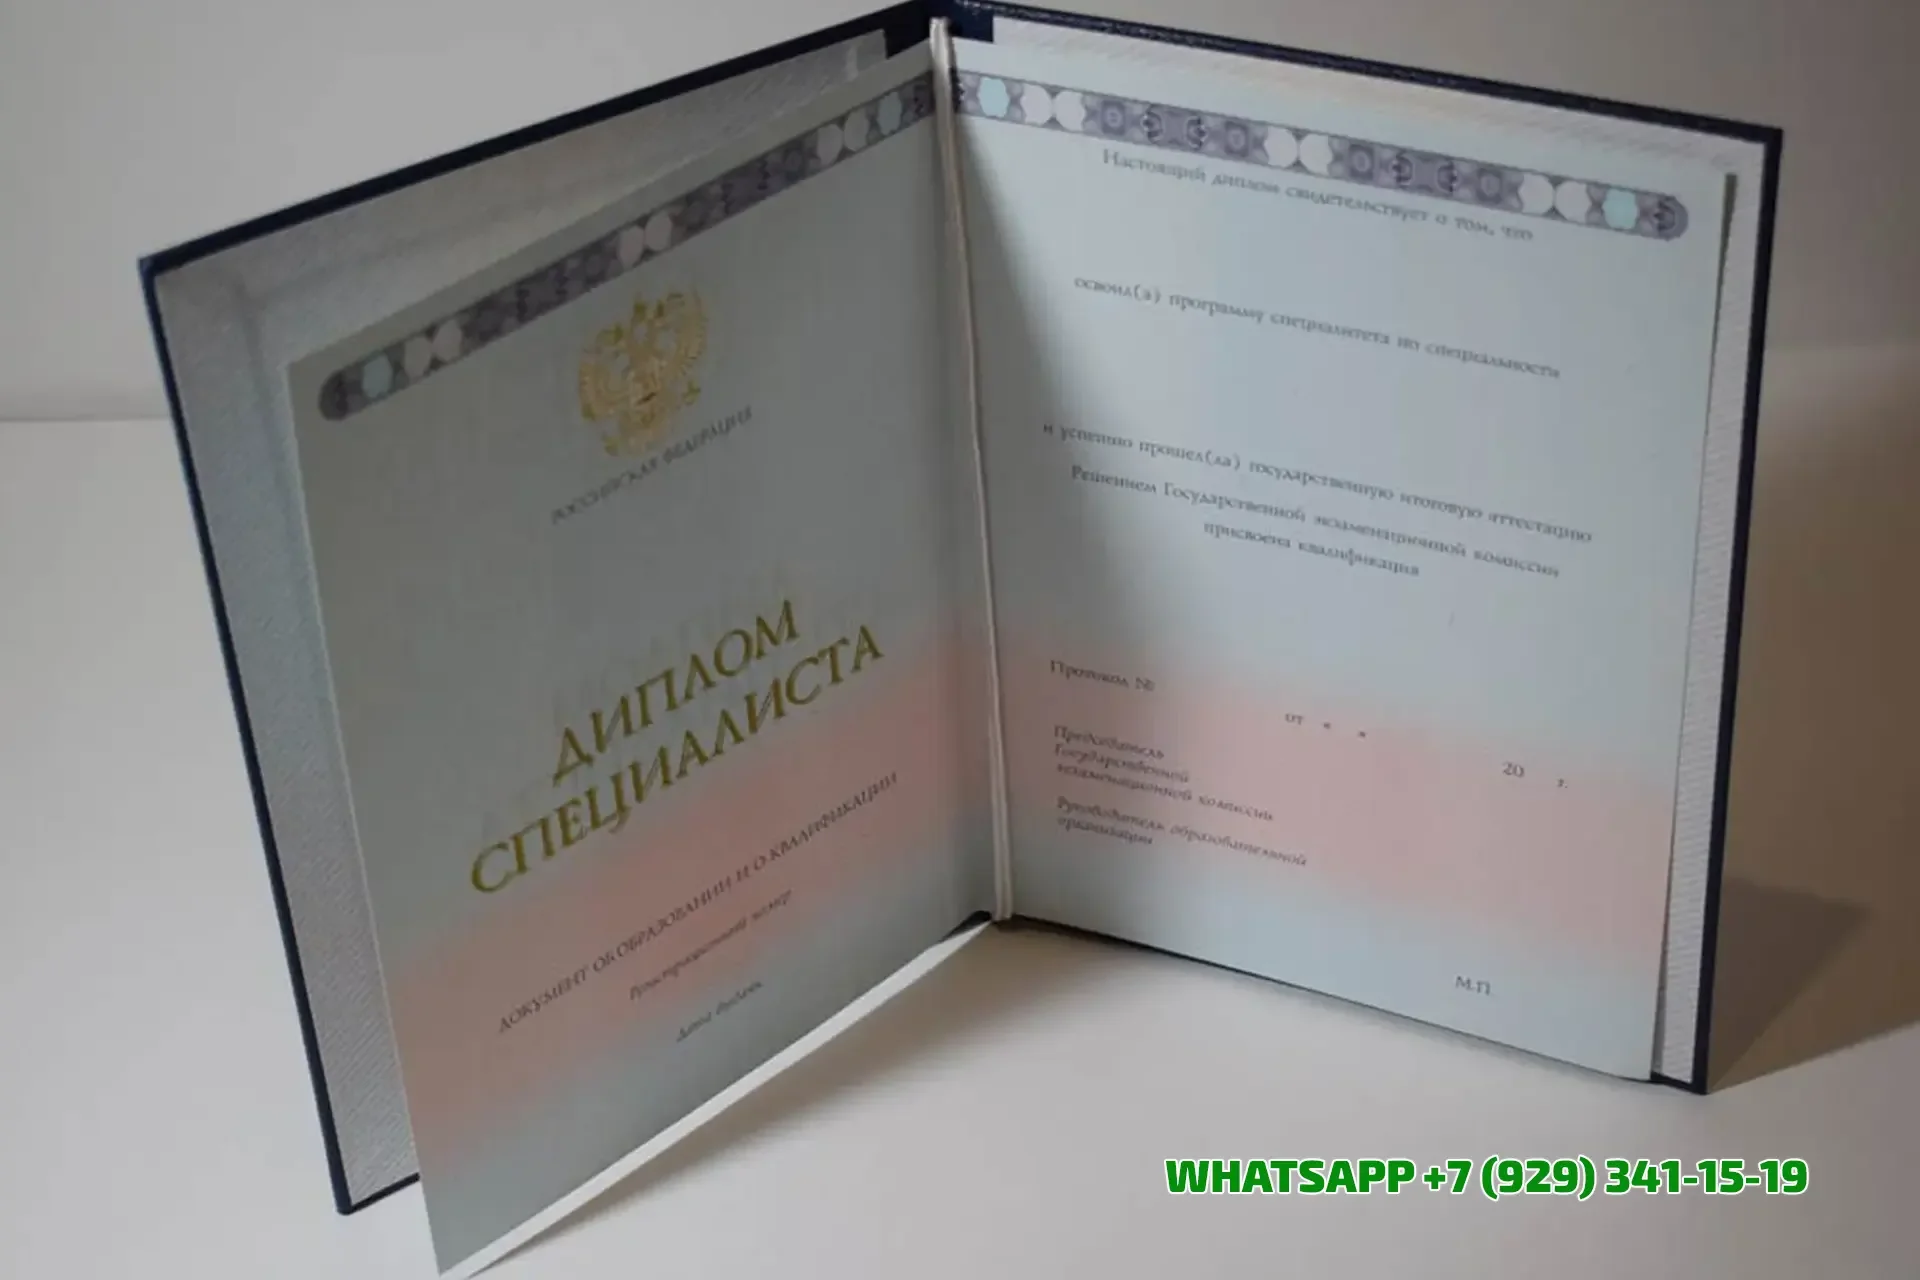 РОССИЙСКАЯ ФЕДЕРАЦИЯ
ДИПЛОМ
СПЕЦИАЛИСТА
ДОКУМЕНТ ОБ ОБРАЗОВАНИИ И О КВАЛИФИКАЦИИ
Регистрационный номер
Дата выдачи
Настоящий диплом свидетельствует о том, что
освоил(а) программу специалитета по специальности
и успешно прошел(ла) государственную итоговую аттестацию
Решением Государственной экзаменационной комиссии
присвоена квалификация
Протокол №
от « »
20 г.
Председатель
Государственной
экзаменационной комиссии
Руководитель образовательной
организации
М.П.
WHATSAPP +7 (929) 341-15-19